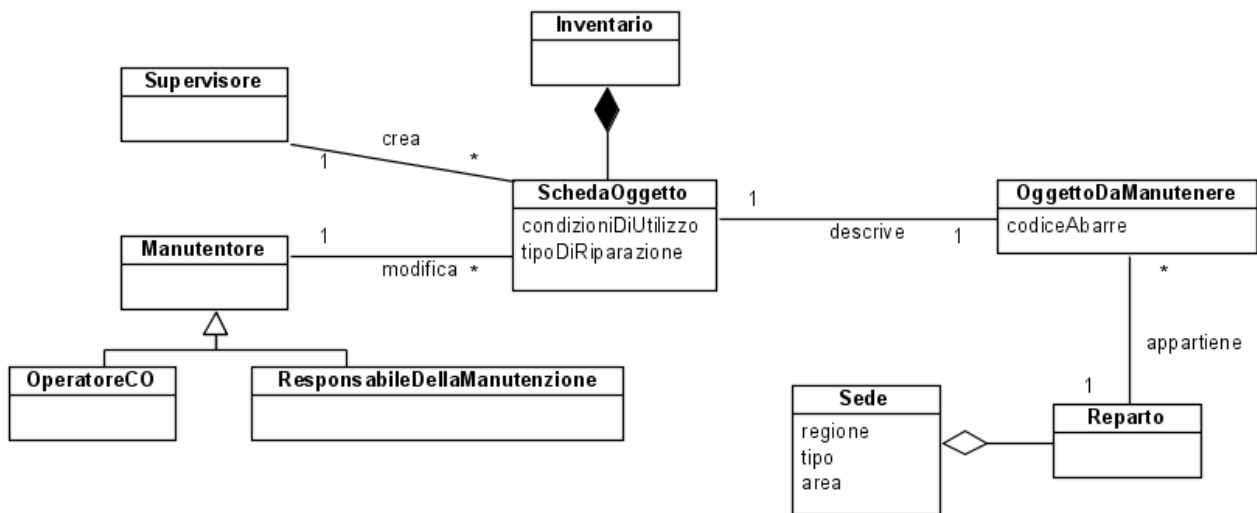 Inventario
Supervisore
crea
1
*
SchedaOggetto
condizioniDiUtilizzo
tipoDiRiparazione
1
descrive
1
OggettoDaManutenere
codiceAbarre
Manutentore
1
modifica
*
*
appartiene
1
OperatoreCO
ResponsabileDellaManutenzione
Sede
regione
tipo
area
Reparto